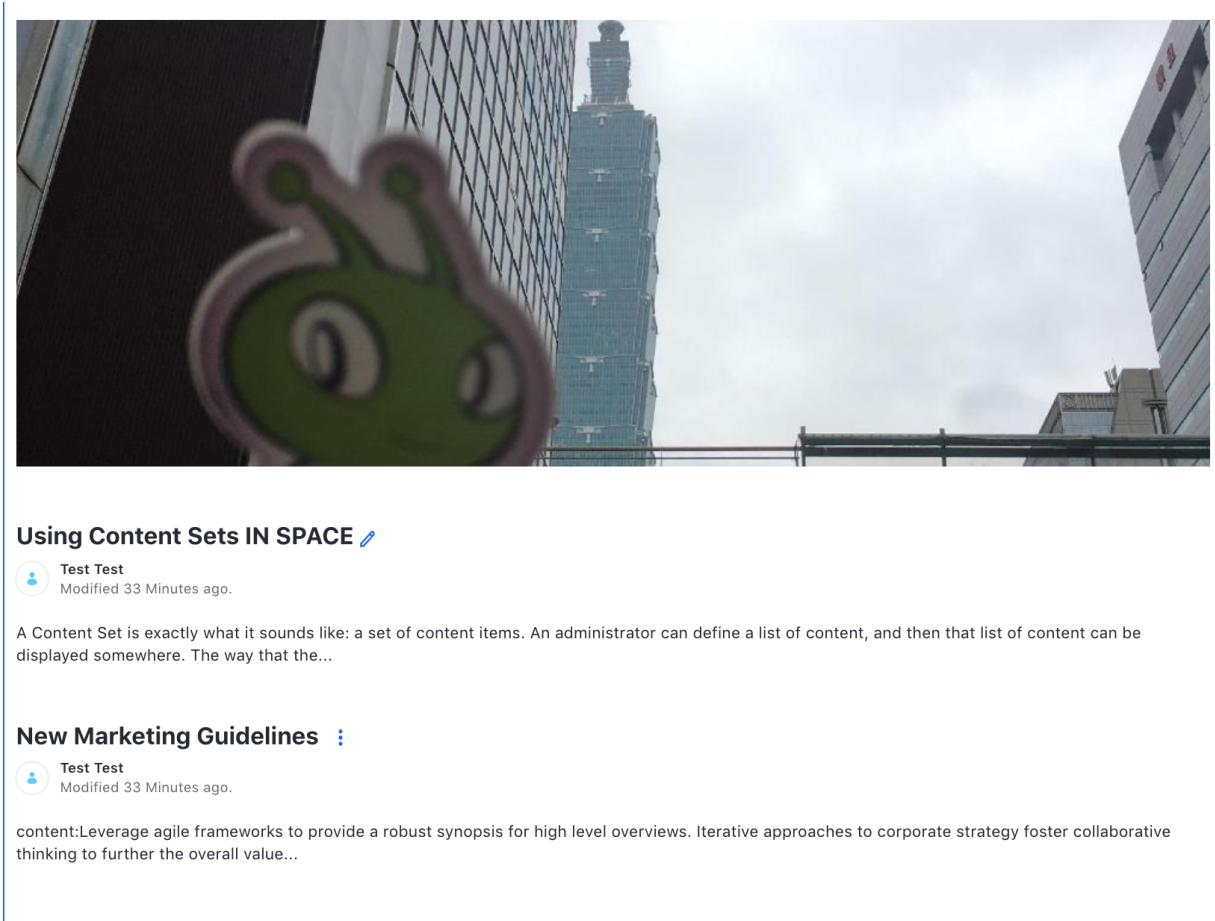 Using Content Sets IN SPACE
Test Test
Modified 33 Minutes ago.
A Content Set is exactly what it sounds like: a set of content items. An administrator can define a list of content, and then that list of content can be
displayed somewhere. The way that the...
New Marketing Guidelines
Test Test
Modified 33 Minutes ago.
content:Leverage agile frameworks to provide a robust synopsis for high level overviews. Iterative approaches to corporate strategy foster collaborative
thinking to further the overall value...